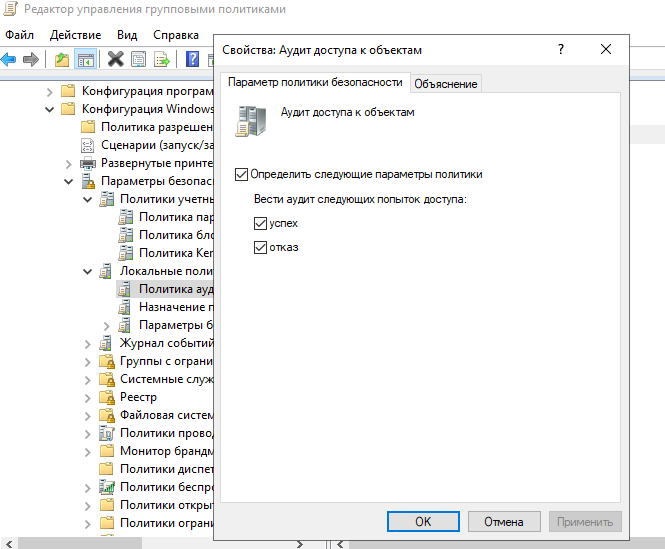 Редактор управления групповыми политиками
Файл Действие Вид Справка
Конфигурация програм
Конфигурация Windows
Политика разрешен
Сценарии (запуск/за
Развернутые принте
Параметры безопас
Политики учетны
Политика пар
Политика бло
Политика Ker
Локальные поли
Политика ауд
Назначение п
Параметры б
Журнал событий
Группы с ограни
Системные служ
Реестр
Файловая систем
Политики провод
Монитор брандм
Политики диспет
Политики беспро
Политики открыт
Политики ограни
Свойства: Аудит доступа к объектам
Параметр политики безопасности
Объяснение
Аудит доступа к объектам
Определить следующие параметры политики
Вести аудит следующих попыток доступа:
успех
отказ
OK Отмена Применить